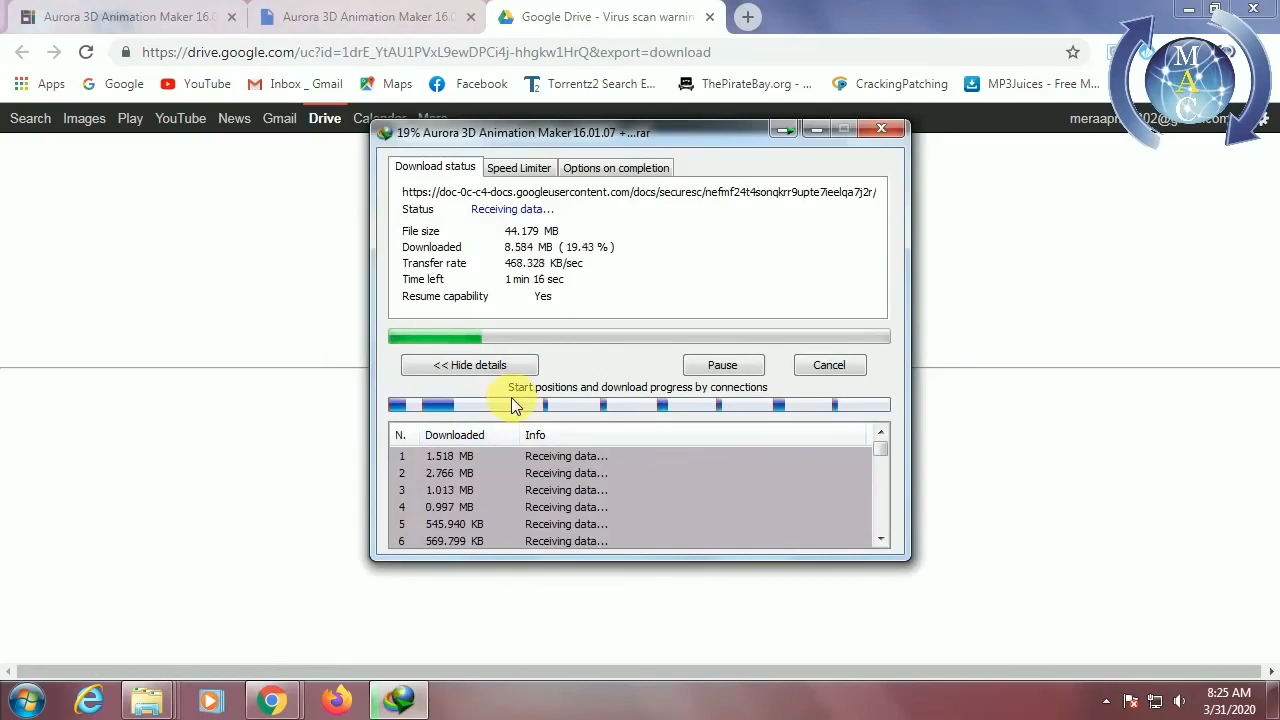 Aurora 3D Animation Maker 16.0
Aurora 3D Animation Maker 16.0
Google Drive - Virus scan warnin
https://drive.google.com/uc?id=1drE_YtAU1PVxL9ewDPCi4j-hhgkw1HrQ&export=download
Apps
Google
YouTube
Inbox _ Gmail
Maps
Facebook
Torrentz2 Search E...
ThePirateBay.org - ...
CrackingPatching
MP3Juices - Free M...
MAC
Search Images Play YouTube News Gmail Drive
19% Aurora 3D Animation Maker 16.01.07 +...rar
Download status
Speed Limiter
Options on completion
https://doc-0c-c4-docs.googleusercontent.com/docs/securesc/nefmf24t4sonqkrr9upte7ieelqa7j2r/
Status Receiving data...
File size 44.179 MB
Downloaded 8.584 MB ( 19.43 % )
Transfer rate 468.328 KB/sec
Time left 1 min 16 sec
Resume capability Yes
<< Hide details
Pause
Cancel
Start positions and download progress by connections
N. Downloaded Info
1 1.518 MB Receiving data...
2 2.766 MB Receiving data...
3 1.013 MB Receiving data...
4 0.997 MB Receiving data...
5 545.940 KB Receiving data...
6 569.799 KB Receiving data...
8:25 AM
3/31/2020